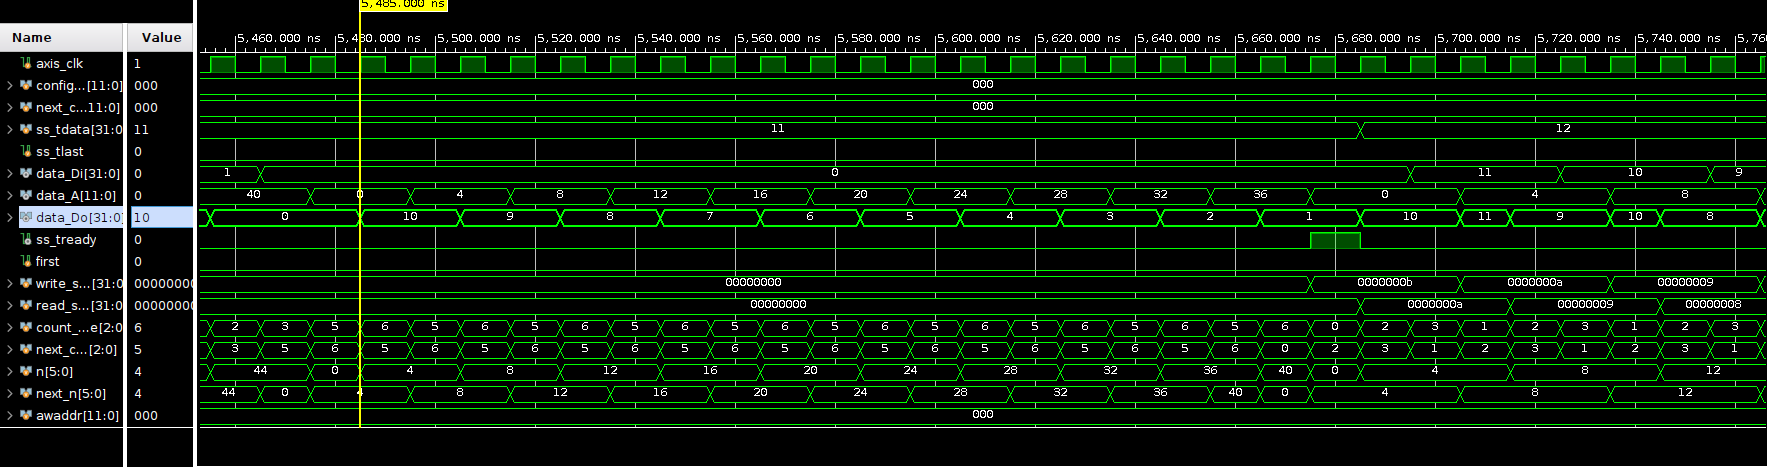 5,485.000 ns
Name Value
5,460.000 ns 5,480.000 ns 5,500.000 ns 5,520.000 ns 5,540.000 ns 5,560.000 ns 5,580.000 ns 5,600.000 ns 5,620.000 ns 5,640.000 ns 5,660.000 ns 5,680.000 ns 5,700.000 ns 5,720.000 ns 5,740.000 ns 5,760
axis_clk 1
config...[11:0] 000 000
next_c...11:0] 000 000
ss_tdata[31:0 11 11 12
ss_tlast 0
data_Di[31:0] 0 1 0 11 10 9
data_A[11:0] 0 40 0 4 8 12 16 20 24 28 32 36 0 4 8
data_Do[31:0] 10 0 10 9 8 7 6 5 4 3 2 1 10 11 9 10 8
ss_tready 0
first 0
write_s...[31:0 00000000 00000000 0000000b 0000000a 00000009
read_s...[31:0 00000000 00000000 0000000a 00000009 00000008
count_...e[2:0 6 2 3 5 6 5 6 5 6 5 6 5 6 5 6 5 6 5 6 5 6 5 6 0 2 3 1 2 3 1 2 3
next_c...[2:0] 5 3 5 6 5 6 5 6 5 6 5 6 5 6 5 6 5 6 5 6 5 6 0 2 3 1 2 3 1 2 3 1
n[5:0] 4 44 0 4 8 12 16 20 24 28 32 36 40 0 4 8 12
next_n[5:0] 4 44 0 4 8 12 16 20 24 28 32 36 40 0 4 8 12
awaddr[11:0] 000 000